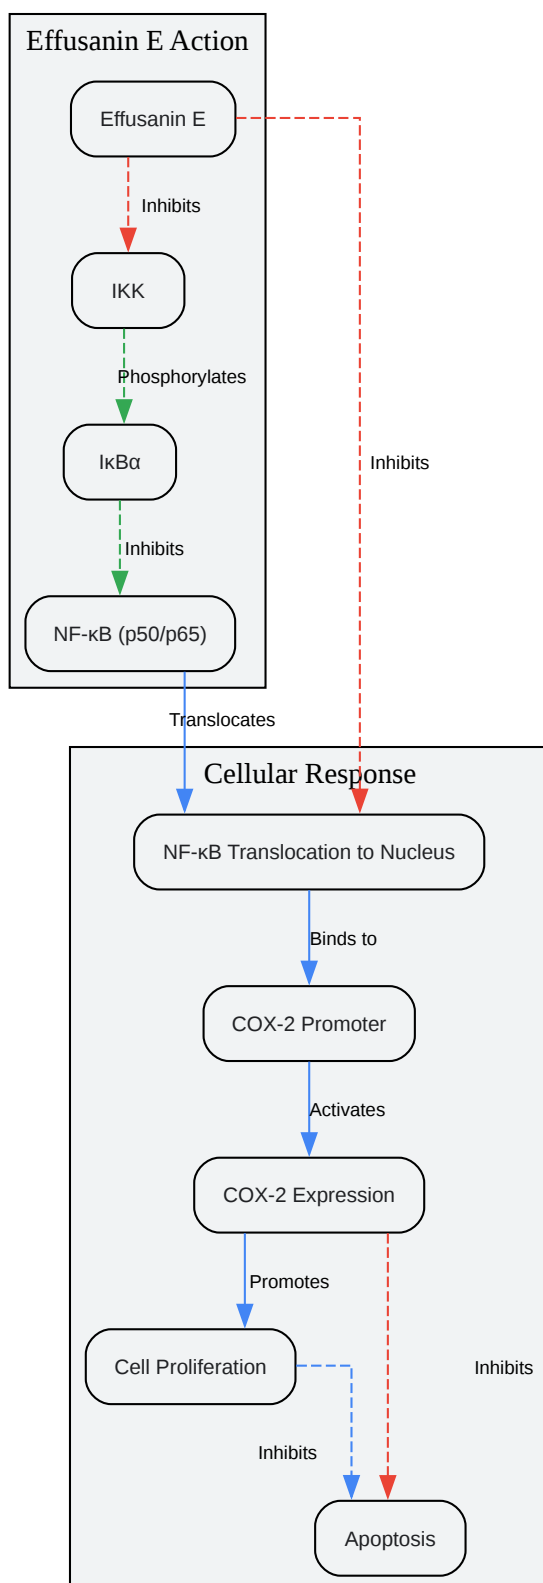 Effusanin E Action
Effusanin E
Inhibits
IKK
Phosphorylates
IκBα
Inhibits
Inhibits
NF-κB (p50/p65)
Translocates
Cellular Response
NF-κB Translocation to Nucleus
Binds to
COX-2 Promoter
Activates
COX-2 Expression
Promotes
Cell Proliferation
Inhibits
Inhibits
Apoptosis